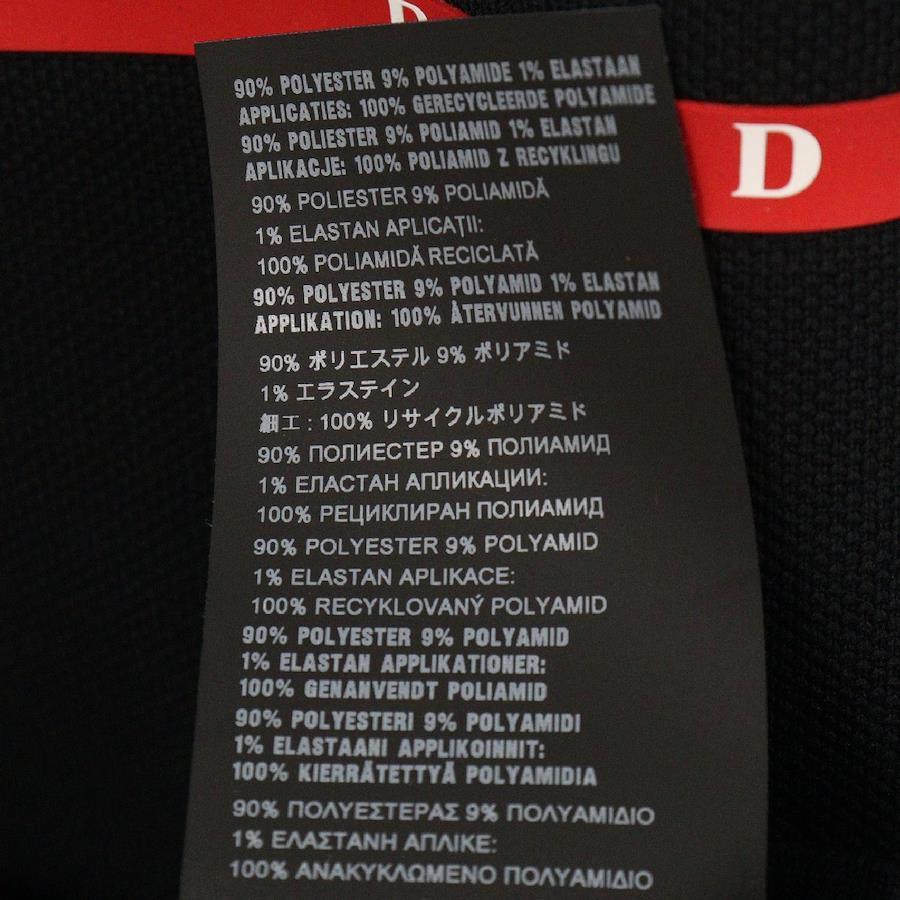 D
90% POLYESTER 9% POLYAMIDE 1% ELASTAAN
APPLICATIES: 100% GERECYCLEERDE POLYAMIDE
90% POLIESTER 9% POLIAMID 1% ELASTAN
APLIKACJE: 100% POLIAMID Z RECYKLINGU
90% POLIESTER 9% POLIAMIDĂ
1% ELASTAN APLICAȚII:
100% POLIAMIDĂ RECICLATĂ
90% POLYESTER 9% POLYAMID 1% ELASTAN
APPLIKATION: 100% ÅTERVUNNEN POLYAMID
90% ポリエステル 9% ポリアミド
1% エラステイン
細工 : 100% リサイクルポリアミド
90% ПОЛИЕСТЕР 9% ПОЛИАМИД
1% ЕЛАСТАН АПЛИКАЦИИ:
100% РЕЦИКЛИРАН ПОЛИАМИД
90% POLYESTER 9% POLYAMID
1% ELASTAN APLIKACE:
100% RECYKLOVANÝ POLYAMID
90% POLYESTER 9% POLYAMID
1% ELASTAN APPLIKATIONER:
100% GENANVENDT POLIAMID
90% POLYESTERI 9% POLYAMIDI
1% ELASTAANI APPLIKOINNIT:
100% KIERRÄTETTYÄ POLYAMIDIA
90% ΠΟΛΥΕΣΤΕΡΑΣ 9% ΠΟΛΥΑΜΙΔΙΟ
1% ΕΛΑΣΤΑΝΗ ΑΠΛΙΚΕ:
100% ΑΝΑΚΥΚΛΩΜΕΝΟ ΠΟΛΥΑΜΙΔΙΟ